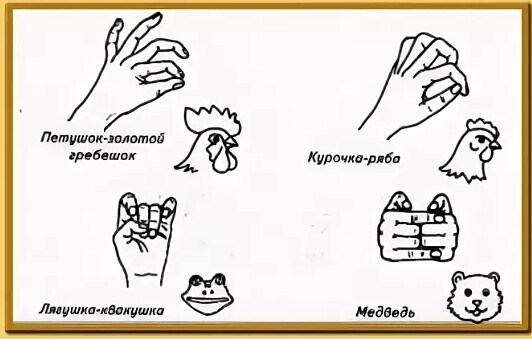 Петушок-золотой
гребешок
Курочка-ряба
Лягушка-квакушка
Медведь